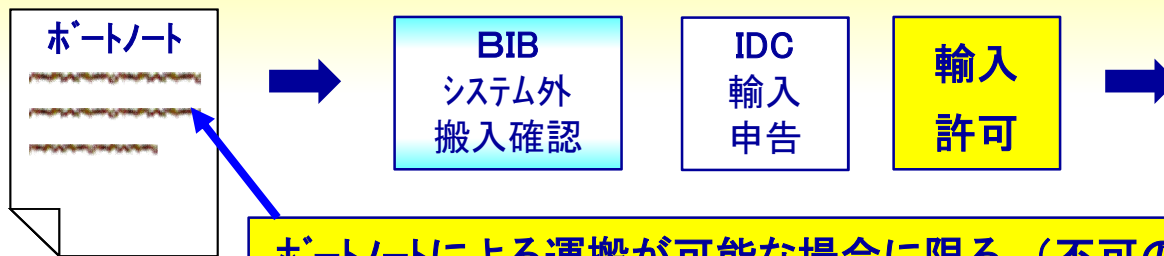 ﾎﾞｰﾄﾉｰﾄ
BIB
ｼｽﾃﾑ外
搬入確認
IDC
輸入
申告
輸入
許可
ﾎﾞｰﾄﾉｰﾄによる運搬が可能な場合に限る（不可の